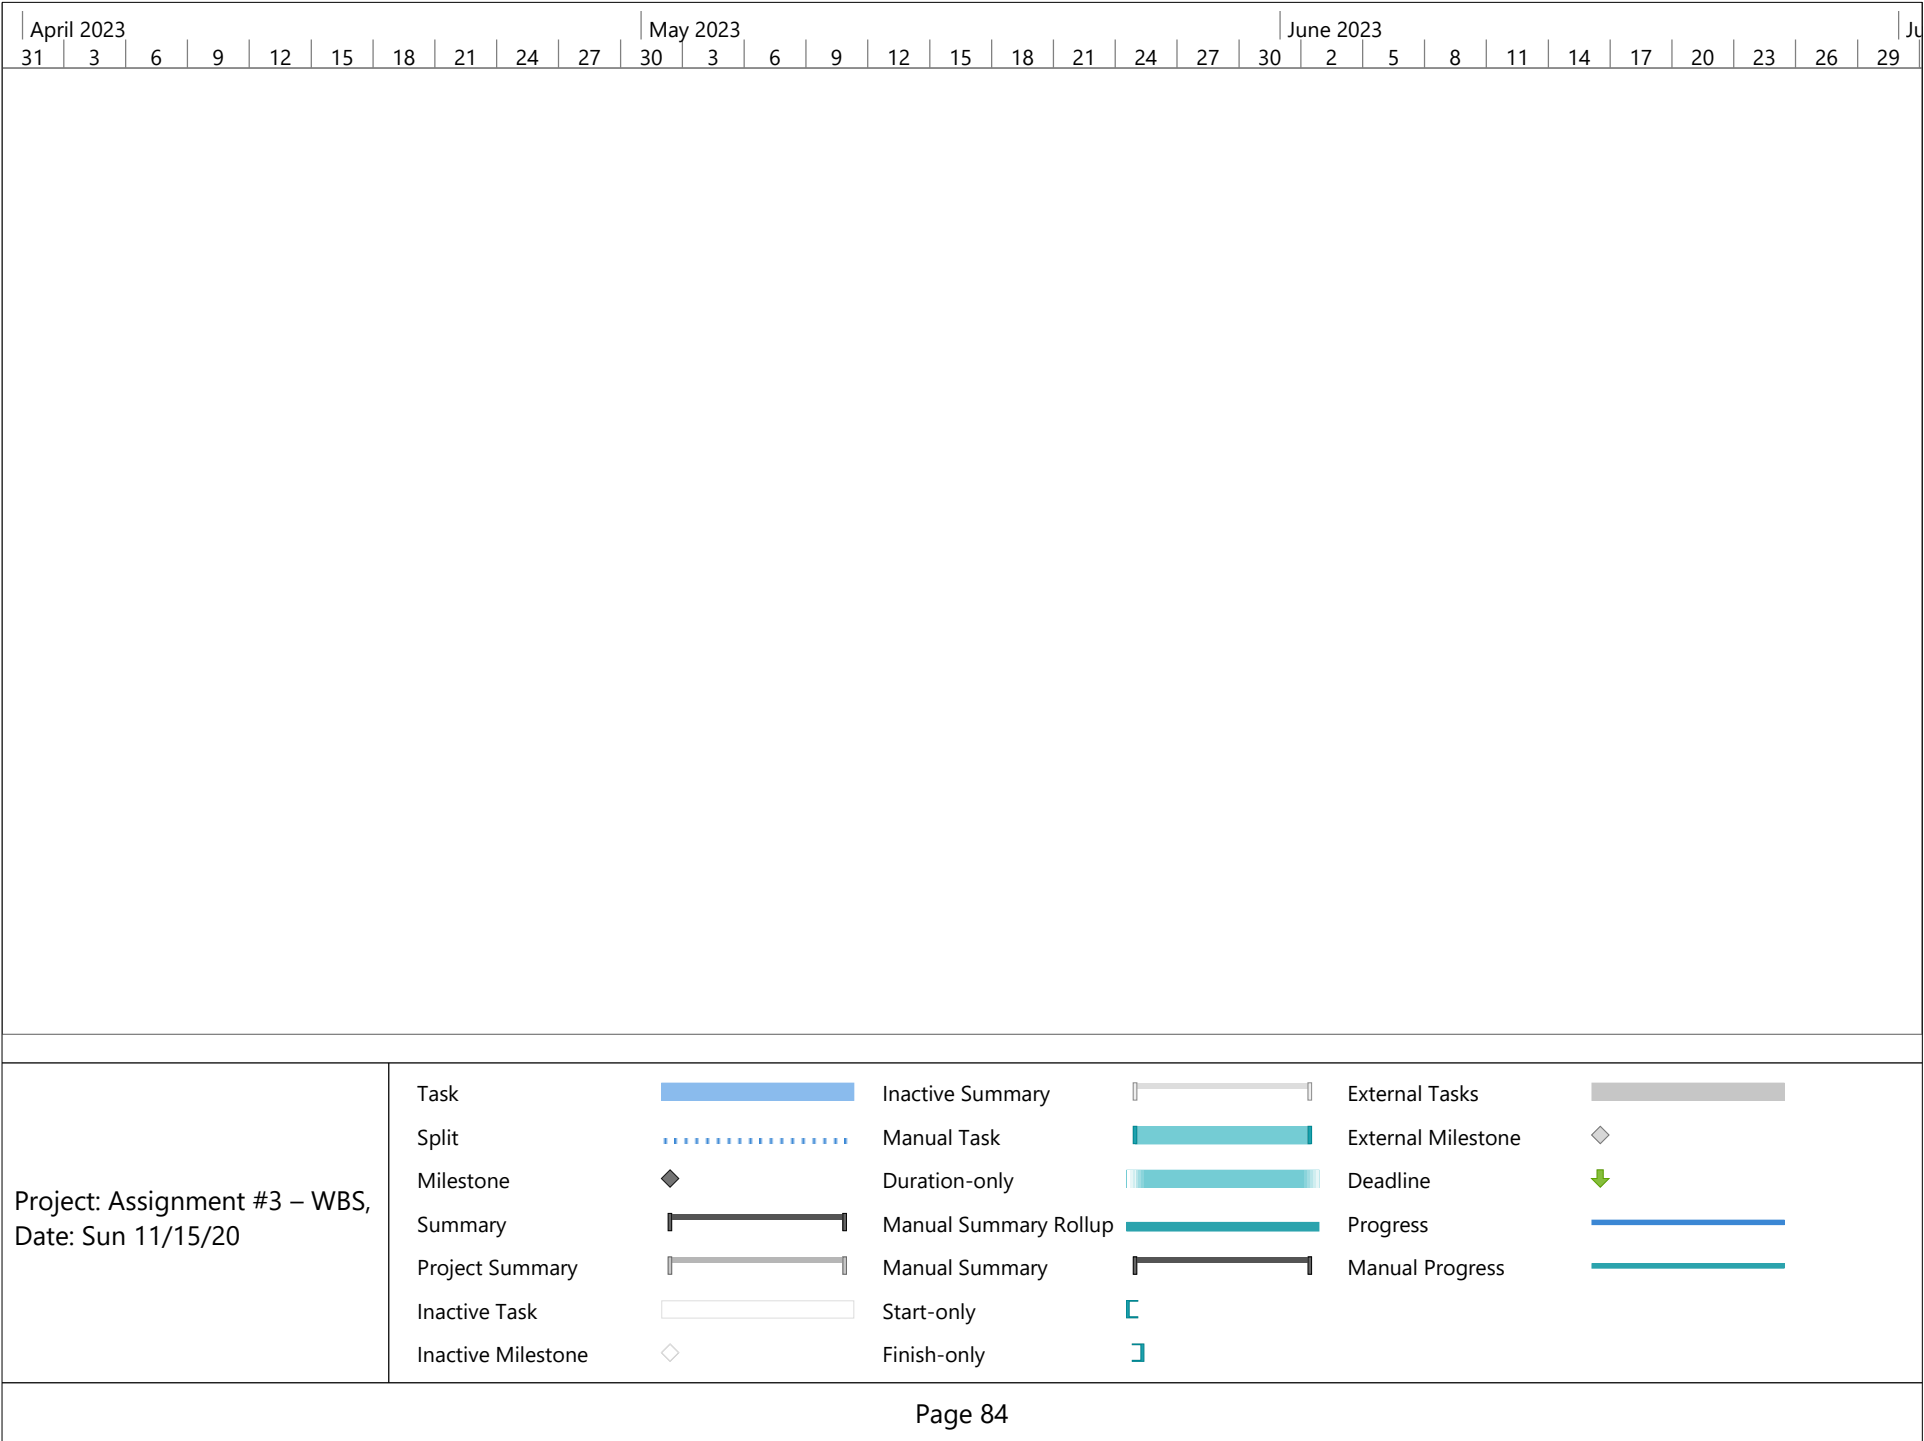 April 2023 May 2023 June 2023 Ju
31 3 6 9 12 15 18 21 24 27 30 3 6 9 12 15 18 21 24 27 30 2 5 8 11 14 17 20 23 26 29
Project: Assignment #3 – WBS,
Date: Sun 11/15/20
Task
Split
Milestone
Summary
Project Summary
Inactive Task
Inactive Milestone
Inactive Summary
Manual Task
Duration-only
Manual Summary Rollup
Manual Summary
Start-only
Finish-only
External Tasks
External Milestone
Deadline
Progress
Manual Progress
Page 84